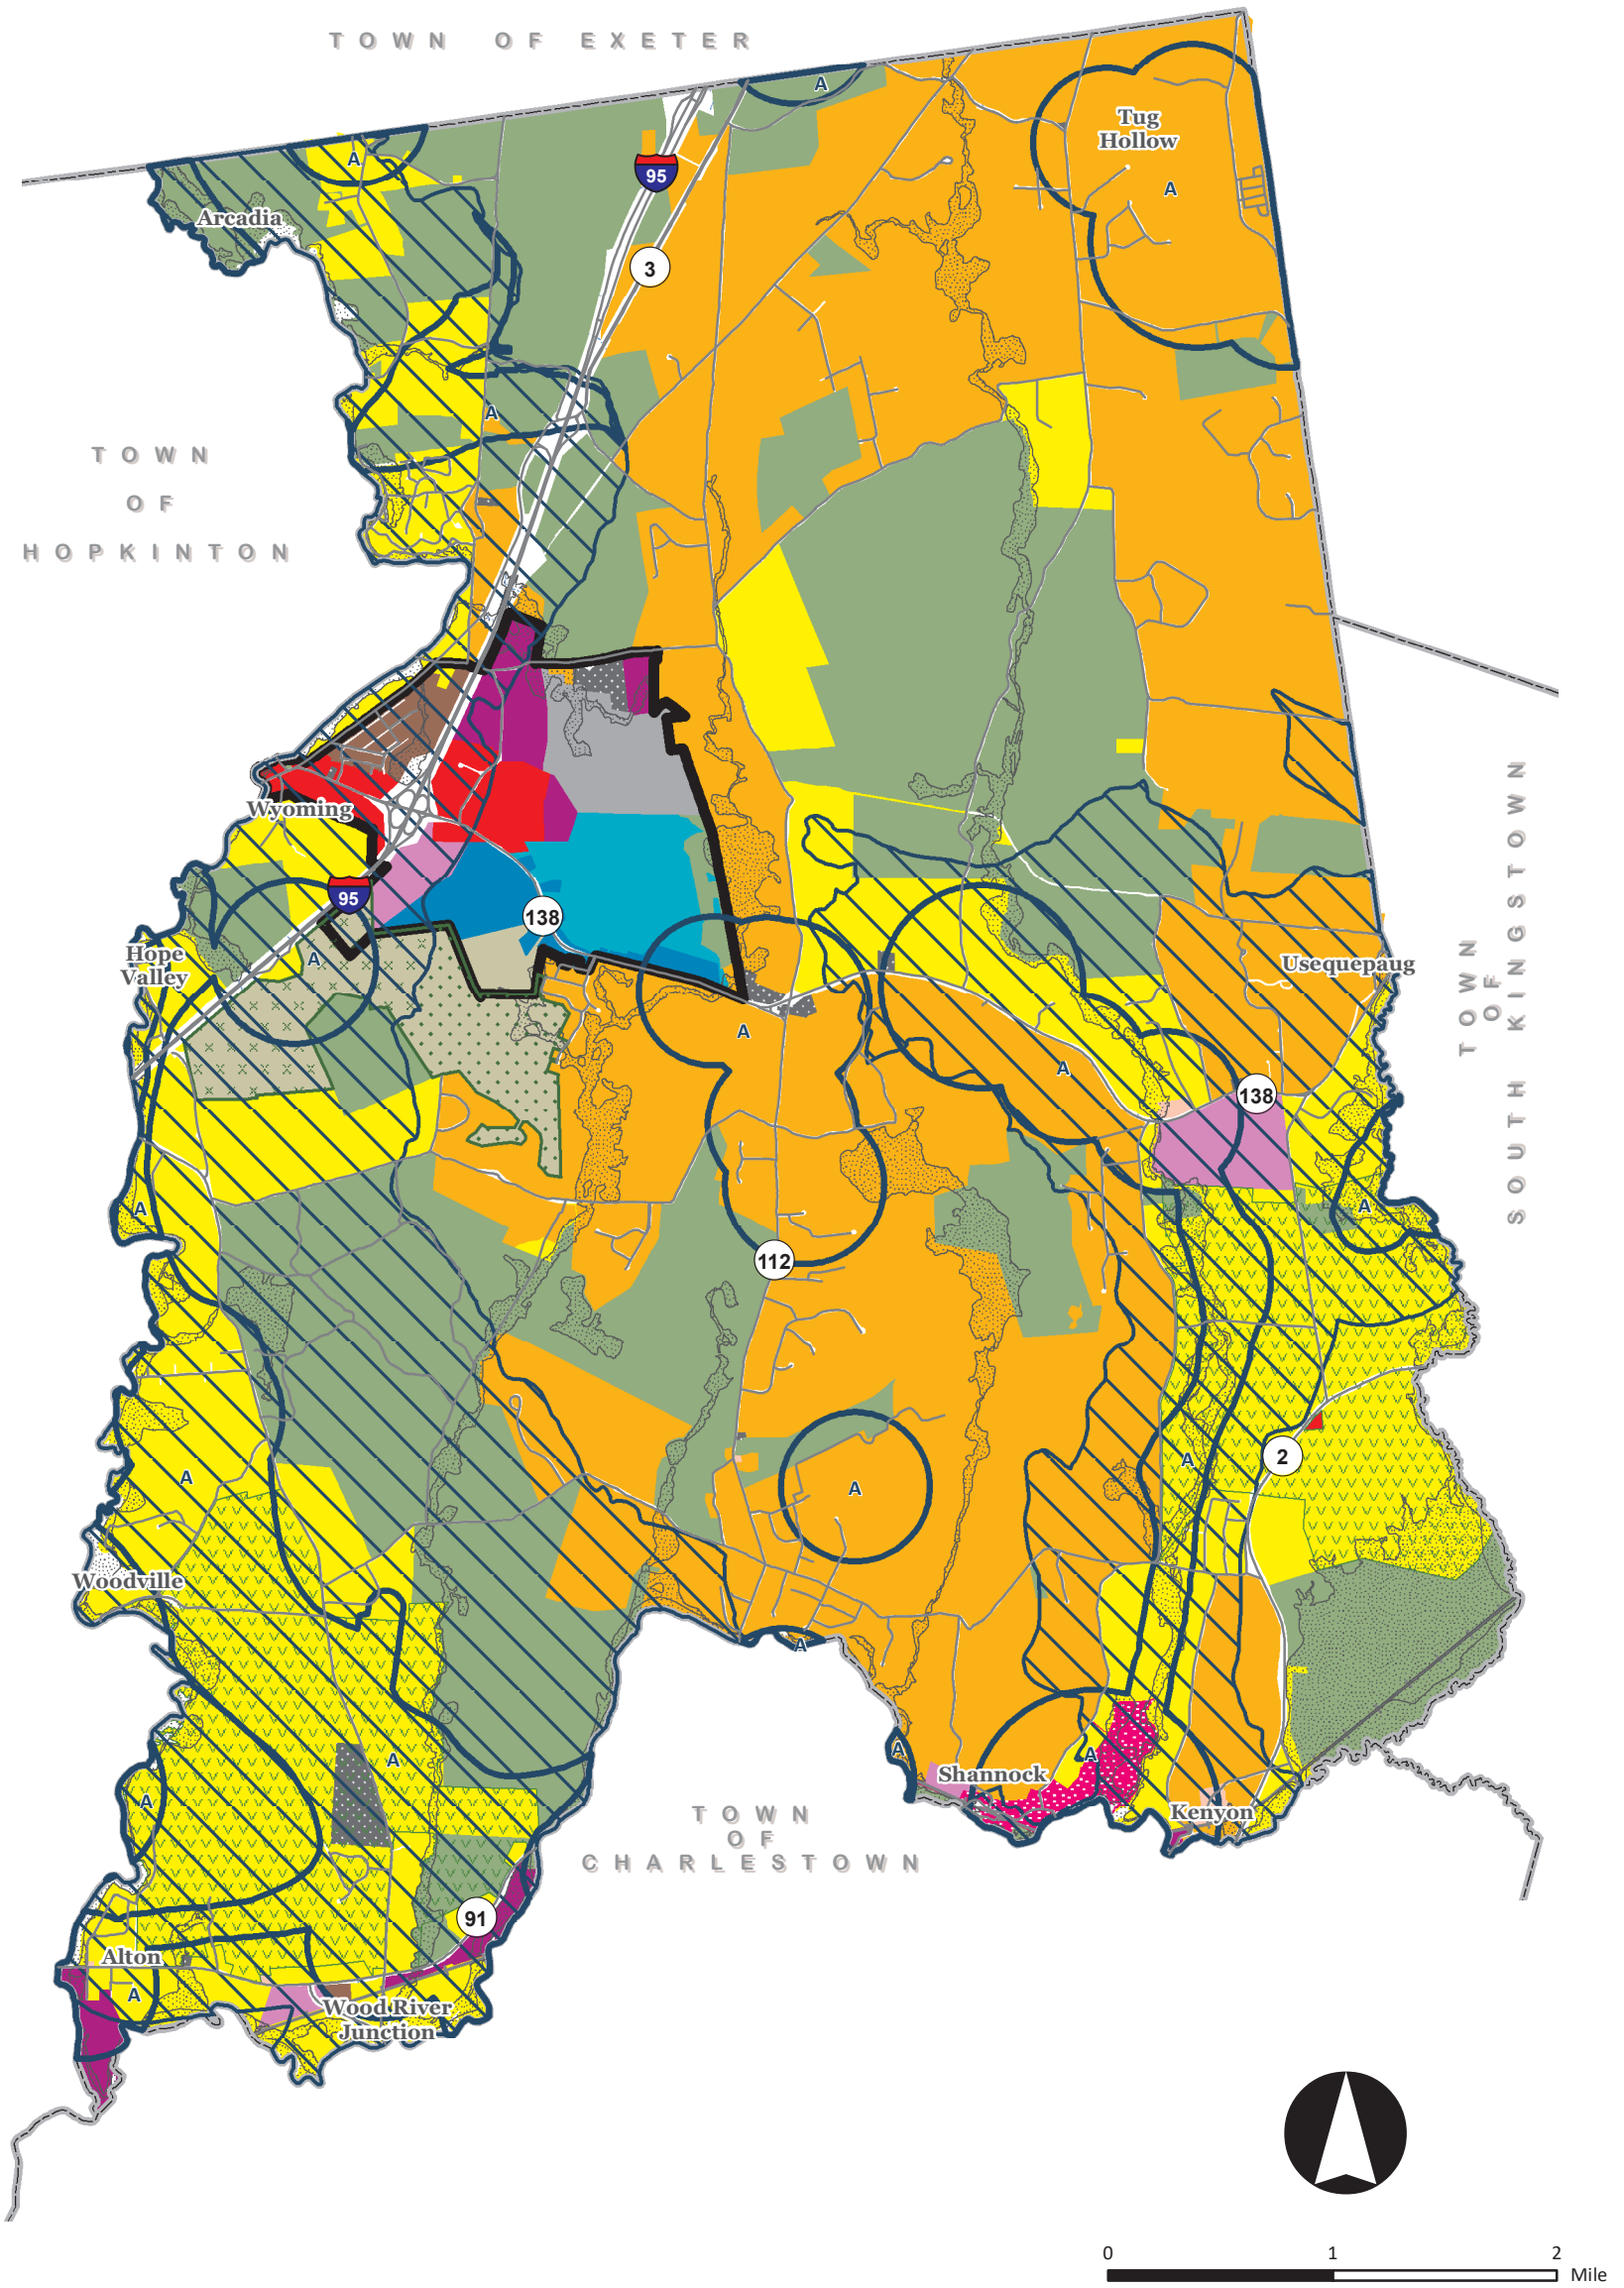 TOWN OF EXETER
A
Tug
Hollow
A
A
95
Arcadia
3
A
TOWN
OF
HOPKINTON
Wyoming
95
138
Hope
Valley
A
Usequepaug
TOWN
OF
SOUTH KINGSTOWN
A
A
138
A
A
112
2
A
A
A
Woodville
A
A
A
A
Shannock
A
Kenyon
TOWN
OF
CHARLESTOWN
91
Alton
A
Wood River
Junction
0 1 2
Mile